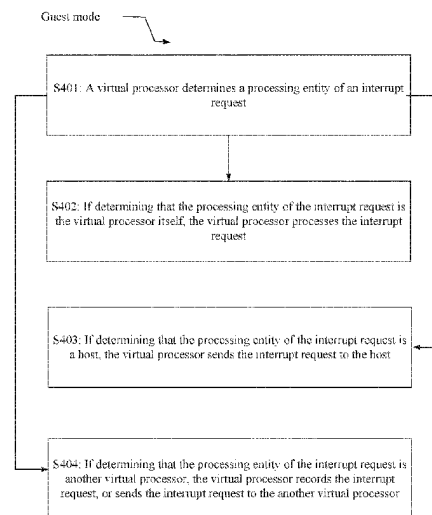 Guest mode
S401: A virtual processor determines a processing entity of an interrupt
request
S402: If determining that the processing entity of the interrupt request is
the virtual processor itself, the virtual processor processes the interrupt
request
S403: If determining that the processing entity of the interrupt request is
a host, the virtual processor sends the interrupt request to the host
S404: If determining that the processing entity of the interrupt request is
another virtual processor, the virtual processor records the interrupt
request, or sends the interrupt request to the another virtual processor